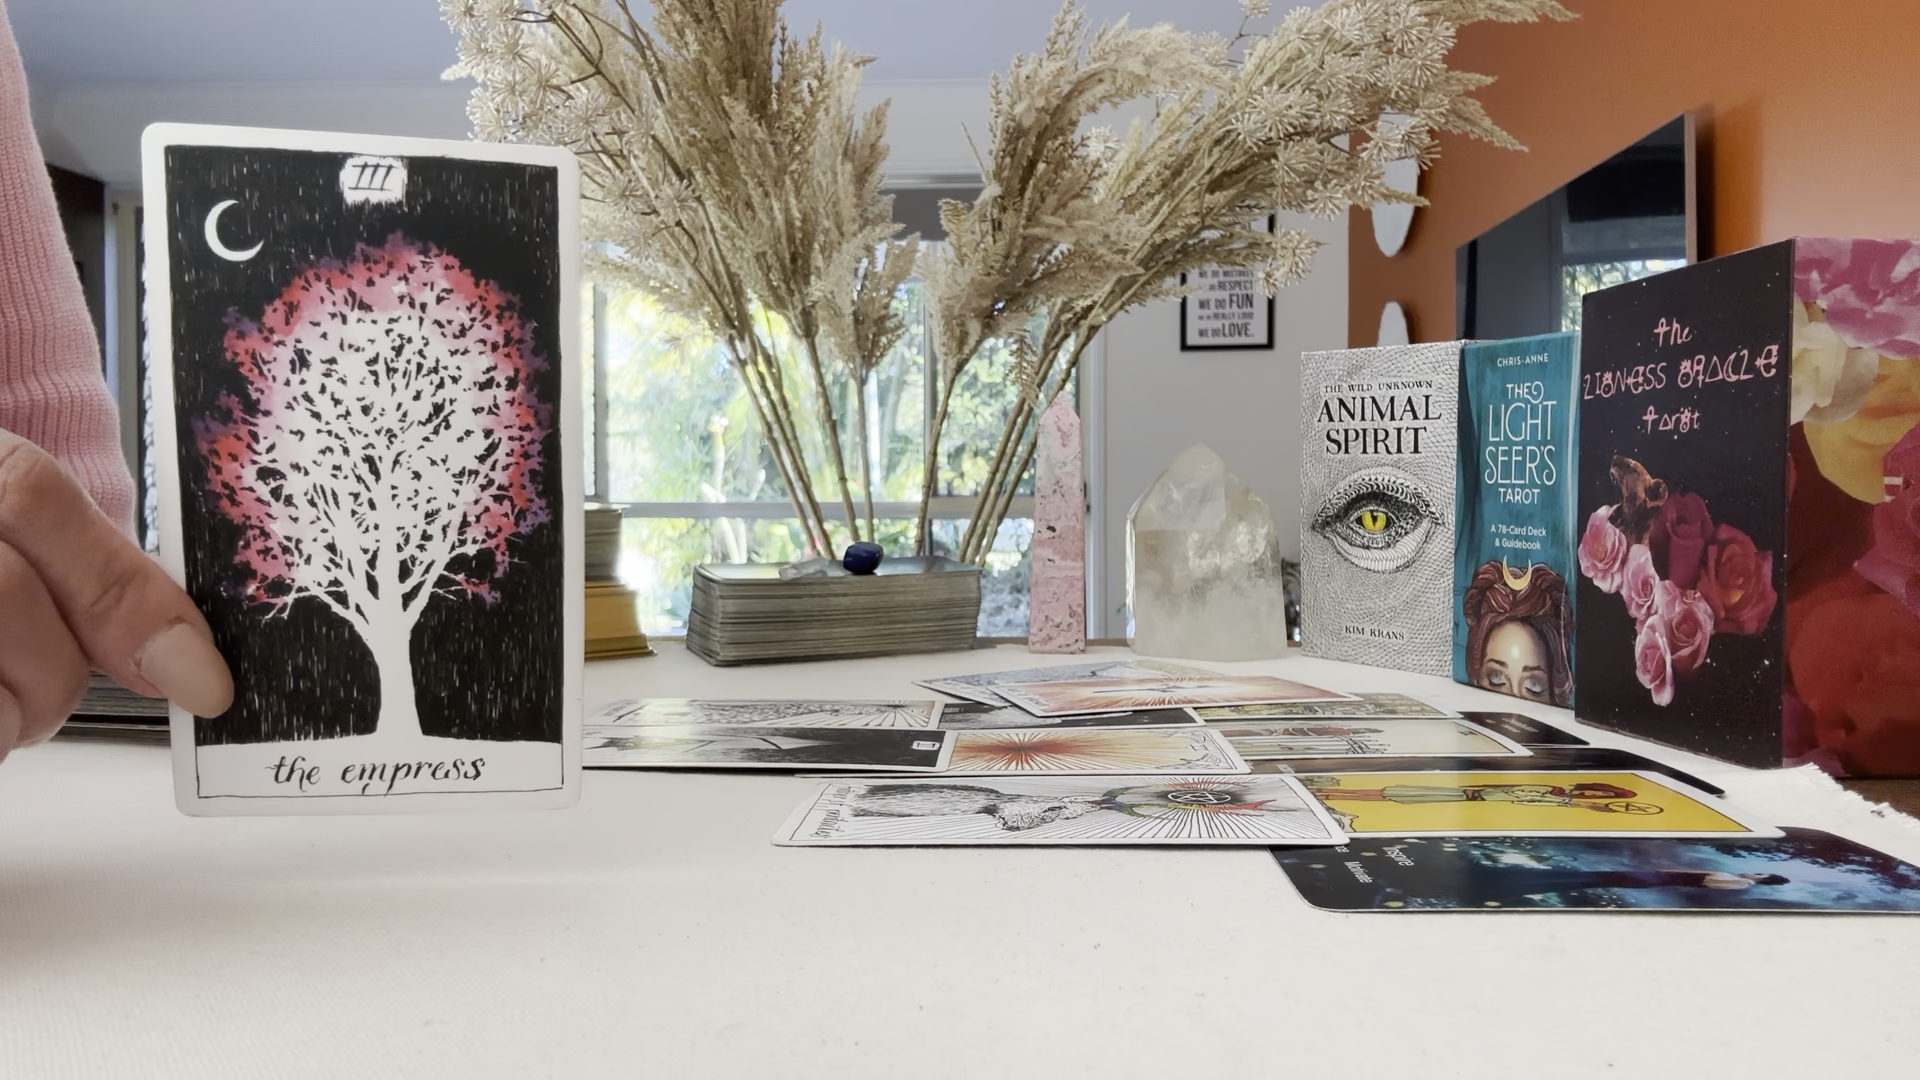 III
the empress
WE DO MISTAKES
RESPECT
WE DO FUN
WE DO REALLY LOUD
WE DO LOVE.
THE WILD UNKNOWN
ANIMAL
SPIRIT
KIM KRANS
CHRIS-ANNE
THE
LIGHT
SEER'S
TAROT
A 78-Card Deck
& Guidebook
the
LIONESS ORACLE
tarot
Inspire
Motivate